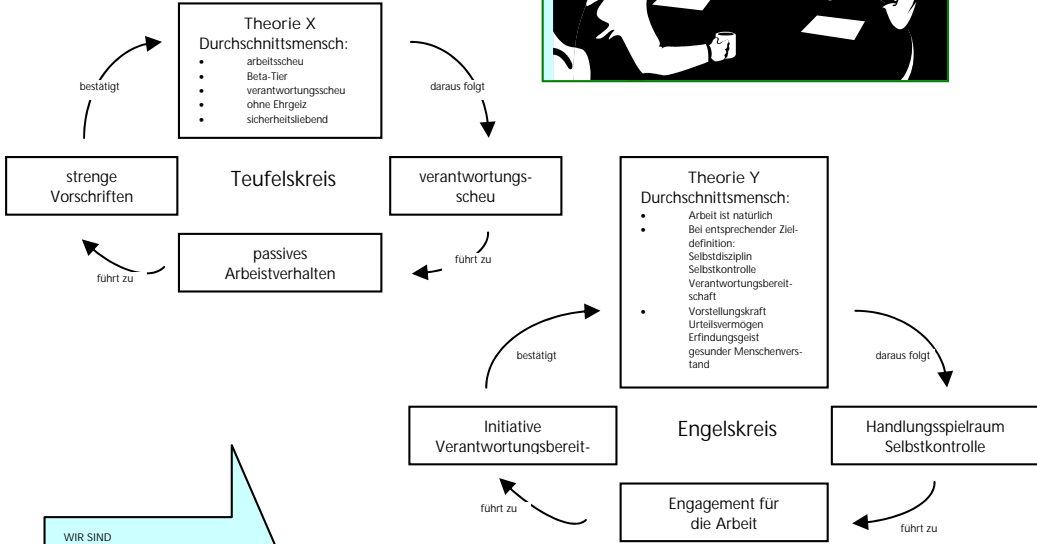 Theorie X
Durchschnittsmensch:
• arbeitsscheu
• Beta-Tier
• verantwortungsscheu
• ohne Ehrgeiz
• sicherheitsliebend
bestätigt
daraus folgt
strenge
Vorschriften
Teufelskreis
verantwortungs-
scheu
passives
Arbeistverhalten
führt zu
führt zu
Theorie Y
Durchschnittsmensch:
• Arbeit ist natürlich
• Bei entsprechender Ziel-
definition:
Selbstdisziplin
Selbstkontrolle
Verantwortungsbereit-
schaft
• Vorstellungskraft
Urteilsvermögen
Erfindungsgeist
gesunder Menschenvers-
tand
bestätigt
daraus folgt
Initiative
Verantwortungsbereit-
Engelskreis
Handlungsspielraum
Selbstkontrolle
Engagement für
die Arbeit
führt zu
führt zu
WIR SIND